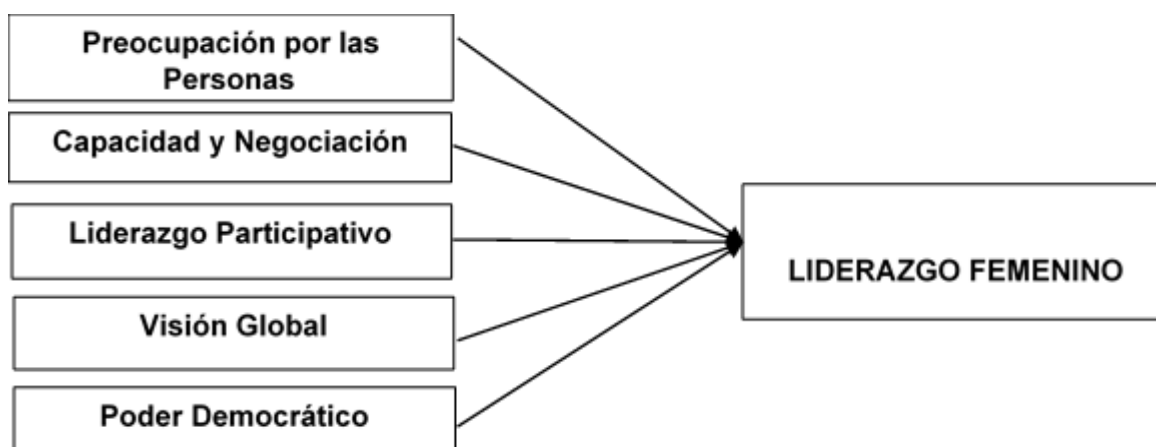 Preocupación por las
Personas
Capacidad y Negociación
Liderazgo Participativo
Visión Global
Poder Democrático
LIDERAZGO FEMENINO